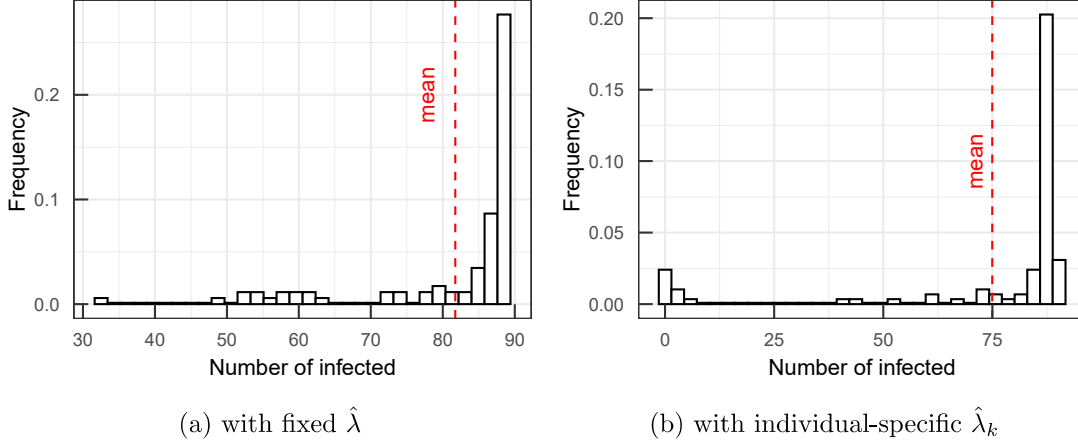 Frequency
0.2
0.1
0.0
mean
30 40 50 60 70 80 90
Number of infected
(a) with fixed λ̂
Frequency
0.20
0.15
0.10
0.05
0.00
mean
0 25 50 75
Number of infected
(b) with individual-specific λ̂ₖ